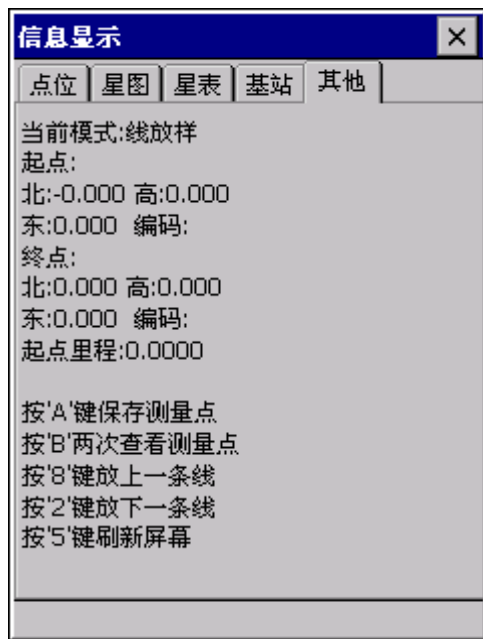 信息显示
点位 星图 星表 基站 其他
当前模式:线放样
起点:
北:-0.000 高:0.000
东:0.000 编码:
终点:
北:0.000 高:0.000
东:0.000 编码:
起点里程:0.0000
按'A'键保存测量点
按'B'两次查看测量点
按'8'键放上一条线
按'2'键放下一条线
按'5'键刷新屏幕